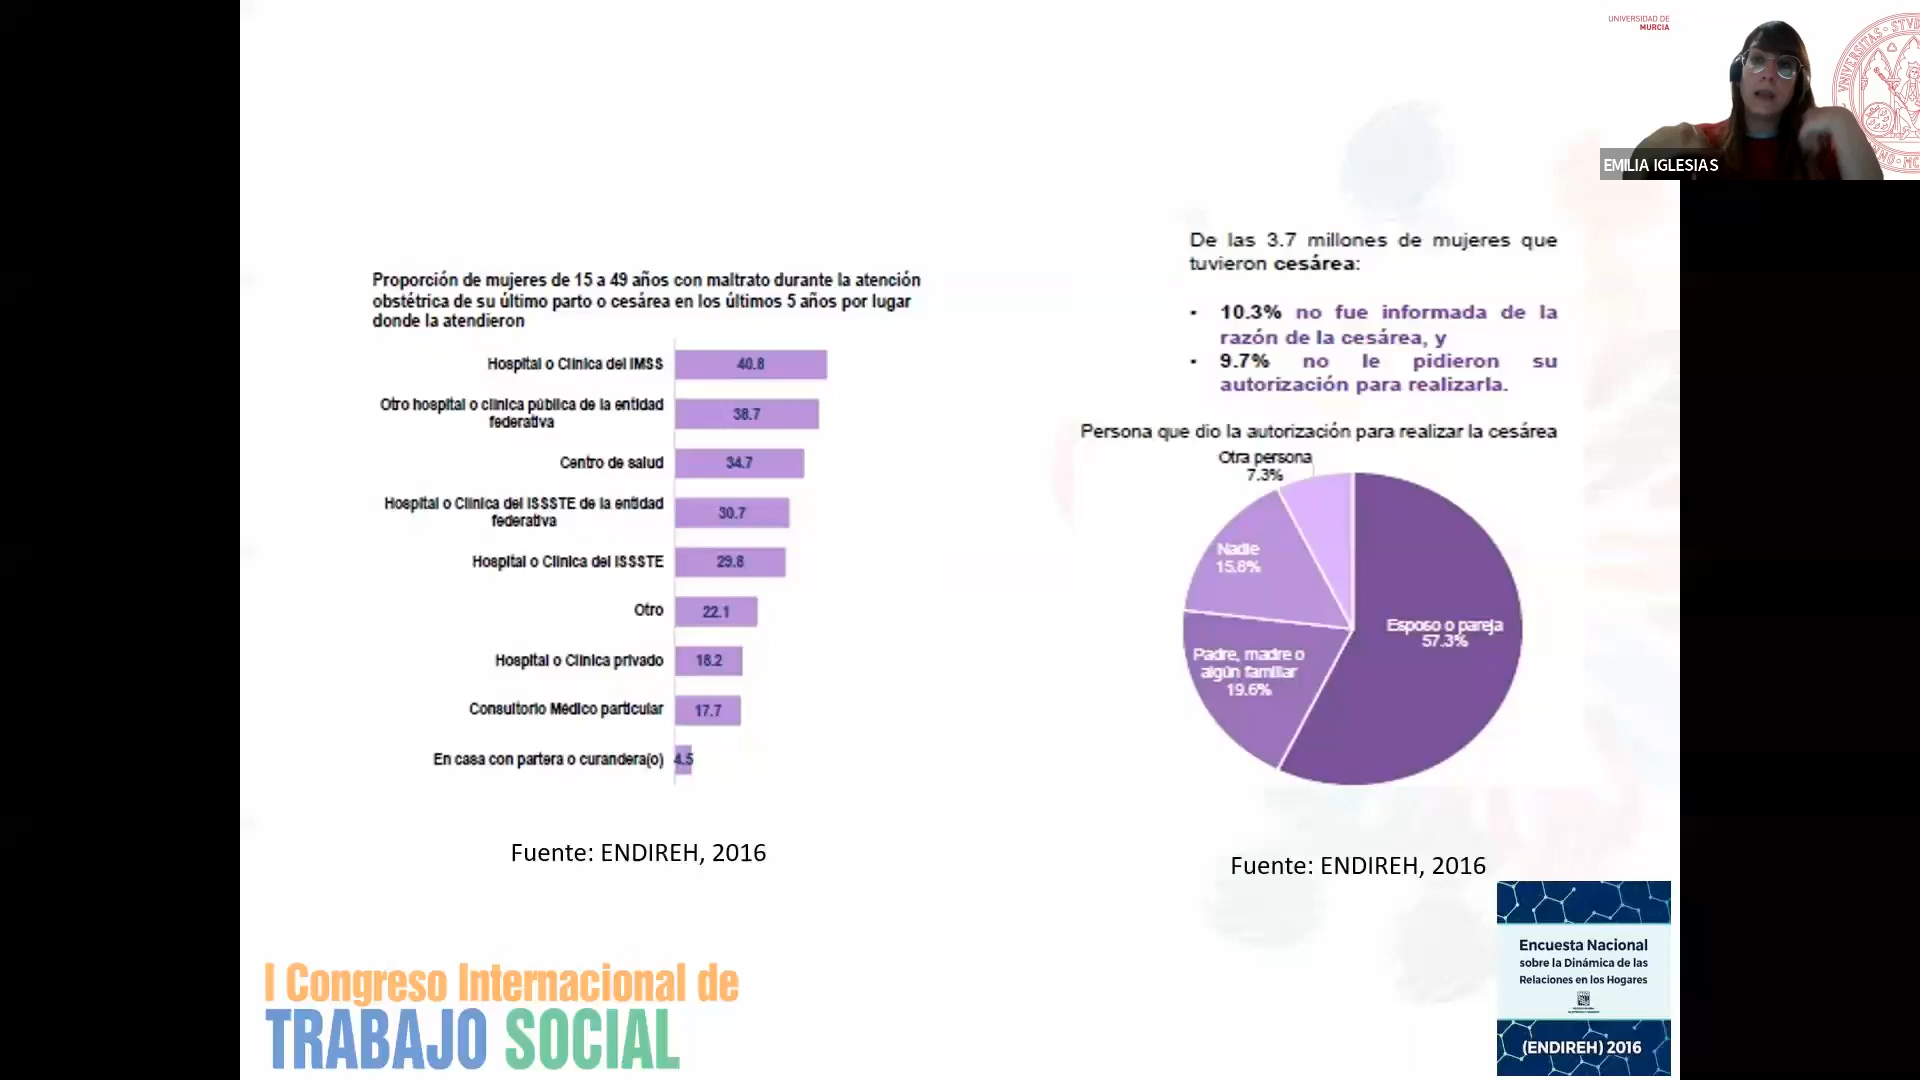 UNIVERSIDAD DE
MURCIA
EMILIA IGLESIAS
Proporción de mujeres de 15 a 49 años con maltrato durante la atención
obstétrica de su último parto o cesárea en los últimos 5 años por lugar
donde la atendieron
Hospital o Clínica del IMSS
40.8
Otro hospital o clínica pública de la entidad
federativa
38.7
Centro de salud
34.7
Hospital o Clínica del ISSSTE de la entidad
federativa
30.7
Hospital o Clínica del ISSSTE
29.8
Otro
22.1
Hospital o Clínica privado
18.2
Consultorio Médico particular
17.7
En casa con partera o curandera(o)
4.5
Fuente: ENDIREH, 2016
De las 3.7 millones de mujeres que
tuvieron cesárea:
• 10.3% no fue informada de la
razón de la cesárea, y
• 9.7% no le pidieron su
autorización para realizarla.
Persona que dio la autorización para realizar la cesárea
Otra persona
7.3%
Nadie
15.8%
Esposo o pareja
57.3%
Padre, madre o
algún familiar
19.6%
Fuente: ENDIREH, 2016
Encuesta Nacional
sobre la Dinámica de las
Relaciones en los Hogares
(ENDIREH) 2016
I Congreso Internacional de
TRABAJO SOCIAL